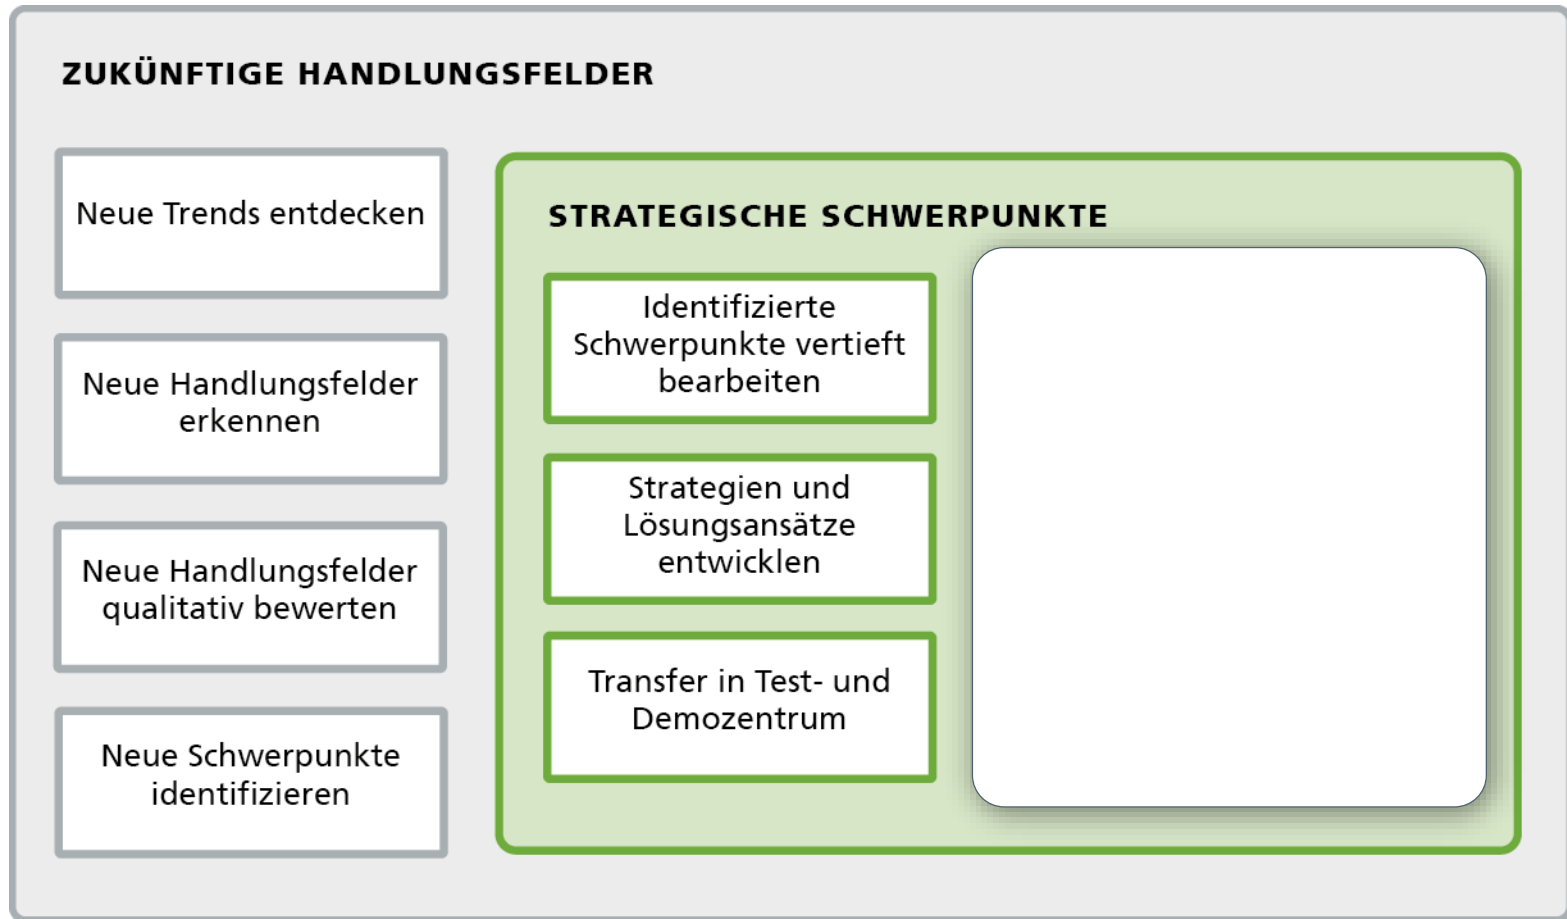 ZUKÜNFTIGE HANDLUNGSFELDER
Neue Trends entdecken
Neue Handlungsfelder
erkennen
Neue Handlungsfelder
qualitativ bewerten
Neue Schwerpunkte
identifizieren
STRATEGISCHE SCHWERPUNKTE
Identifizierte
Schwerpunkte vertieft
bearbeiten
Strategien und
Lösungsansätze
entwicklen
Transfer in Test- und
Demozentrum